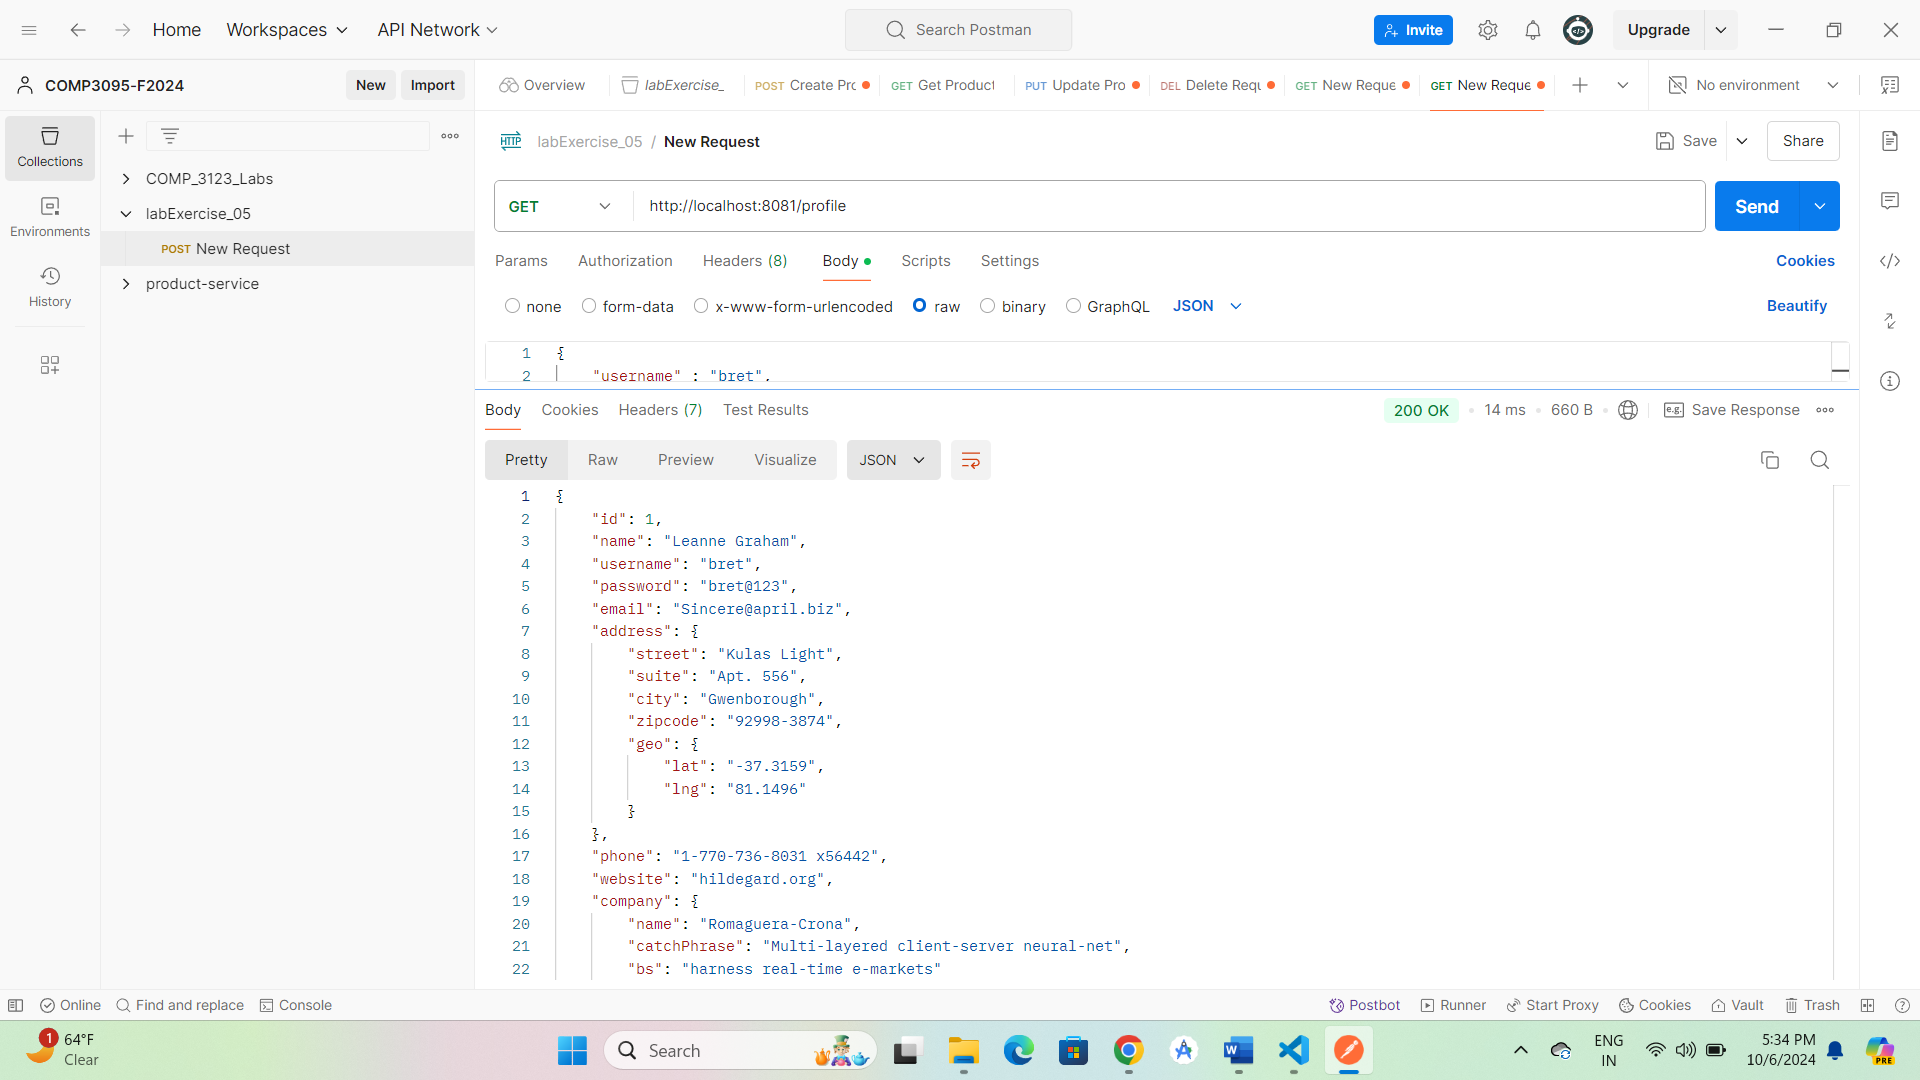 Home Workspaces API Network Search Postman Invite Upgrade
COMP3095-F2024 New Import Overview labExercise_ POST Create Prc GET Get Product PUT Update Pro DEL Delete Requ GET New Reque GET New Reque No environment
Collections
Environments
History
COMP_3123_Labs
labExercise_05
POST New Request
product-service
HTTP labExercise_05 / New Request Save Share
GET http://localhost:8081/profile Send
Params Authorization Headers (8) Body Scripts Settings Cookies
none form-data x-www-form-urlencoded raw binary GraphQL JSON Beautify
1 {
2 "username" : "bret",
Body Cookies Headers (7) Test Results 200 OK 14 ms 660 B e.g. Save Response
Pretty Raw Preview Visualize JSON
1 {
2 "id": 1,
3 "name": "Leanne Graham",
4 "username": "bret",
5 "password": "bret@123",
6 "email": "Sincere@april.biz",
7 "address": {
8 "street": "Kulas Light",
9 "suite": "Apt. 556",
10 "city": "Gwenborough",
11 "zipcode": "92998-3874",
12 "geo": {
13 "lat": "-37.3159",
14 "lng": "81.1496"
15 }
16 },
17 "phone": "1-770-736-8031 x56442",
18 "website": "hildegard.org",
19 "company": {
20 "name": "Romaguera-Crona",
21 "catchPhrase": "Multi-layered client-server neural-net",
22 "bs": "harness real-time e-markets"
Online Find and replace Console Postbot Runner Start Proxy Cookies Vault Trash
1 64°F
Clear
Search
ENG
IN
5:34 PM
10/6/2024
PRE